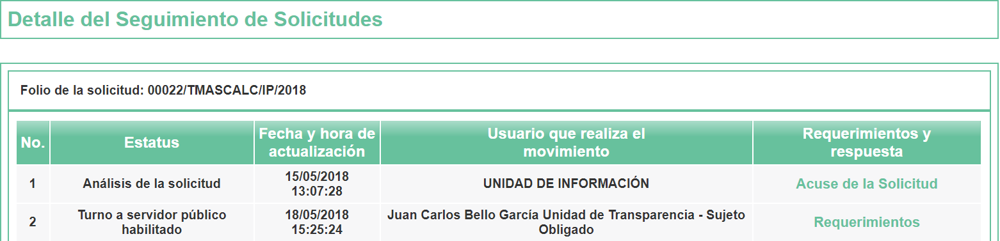 Detalle del Seguimiento de Solicitudes
Folio de la solicitud: 00022/TMASCALC/IP/2018
No.
Estatus
Fecha y hora de
actualización
Usuario que realiza el
movimiento
Requerimientos y
respuesta
1
Análisis de la solicitud
15/05/2018
13:07:28
UNIDAD DE INFORMACIÓN
Acuse de la Solicitud
2
Turno a servidor público
habilitado
18/05/2018
15:25:24
Juan Carlos Bello García Unidad de Transparencia - Sujeto
Obligado
Requerimientos